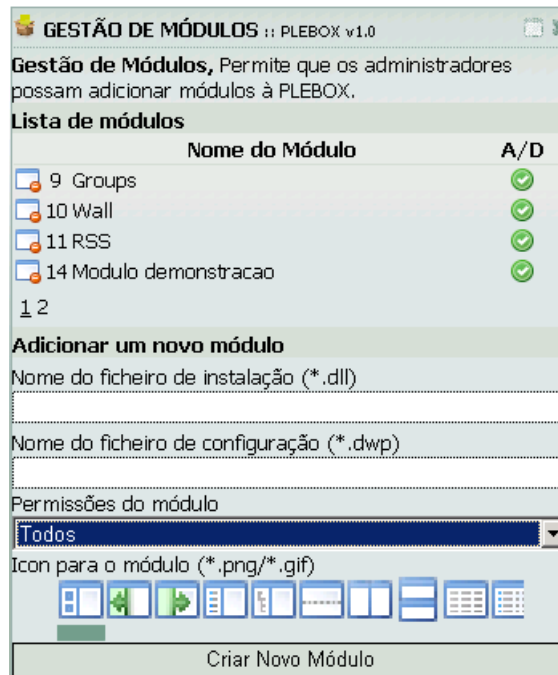 GESTÃO DE MÓDULOS :: PLEBOX v1.0
Gestão de Módulos, Permite que os administradores
possam adicionar módulos à PLEBOX.
Lista de módulos
Nome do Módulo A/D
9 Groups
10 Wall
11 RSS
14 Modulo demonstracao
1 2
Adicionar um novo módulo
Nome do ficheiro de instalação (*.dll)
Nome do ficheiro de configuração (*.dwp)
Permissões do módulo
Todos
Icon para o módulo (*.png/*.gif)
Criar Novo Módulo